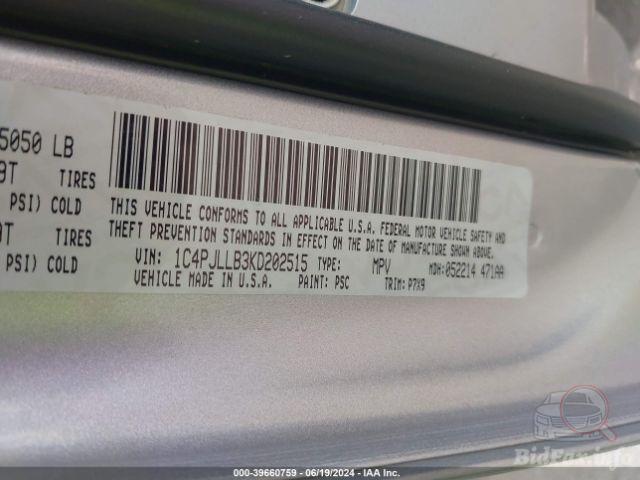 5050 LB
TIRES
PSI) COLD
TIRES
PSI) COLD
THIS VEHICLE CONFORMS TO ALL APPLICABLE U.S.A. FEDERAL MOTOR VEHICLE SAFETY AND
THEFT PREVENTION STANDARDS IN EFFECT ON THE DATE OF MANUFACTURE SHOWN ABOVE.
VIN: 1C4PJLLB3KD202515 TYPE: MPV MDH: 052214 471AA
VEHICLE MADE IN U.S.A. PAINT: PSC TRIM: P7X9
BidFax.info
000-39660759 - 06/19/2024 - IAA Inc.